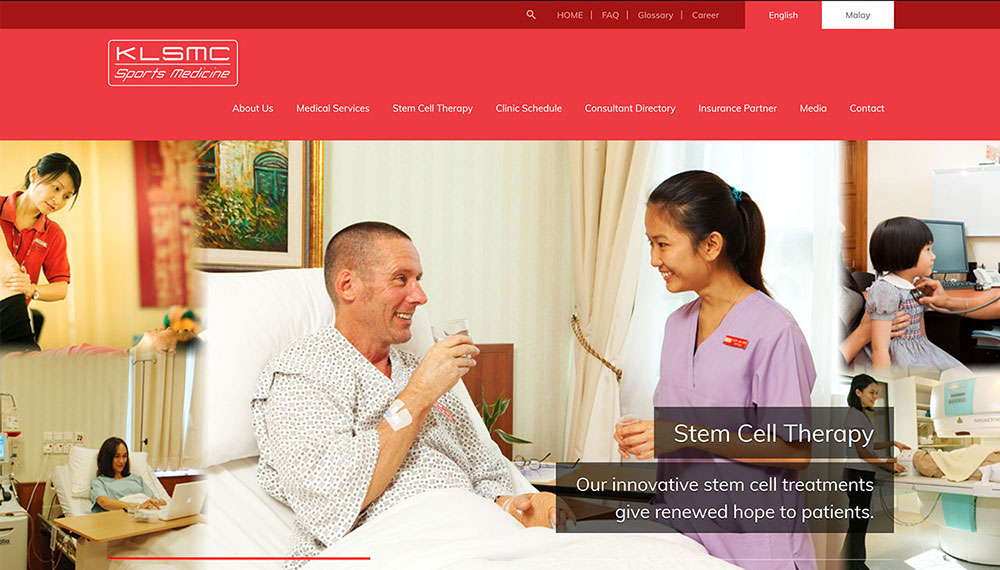 HOME | FAQ | Glossary | Career
English
Malay
KLSMC
Sports Medicine
About Us Medical Services Stem Cell Therapy Clinic Schedule Consultant Directory Insurance Partner Media Contact
Stem Cell Therapy
Our innovative stem cell treatments
give renewed hope to patients.